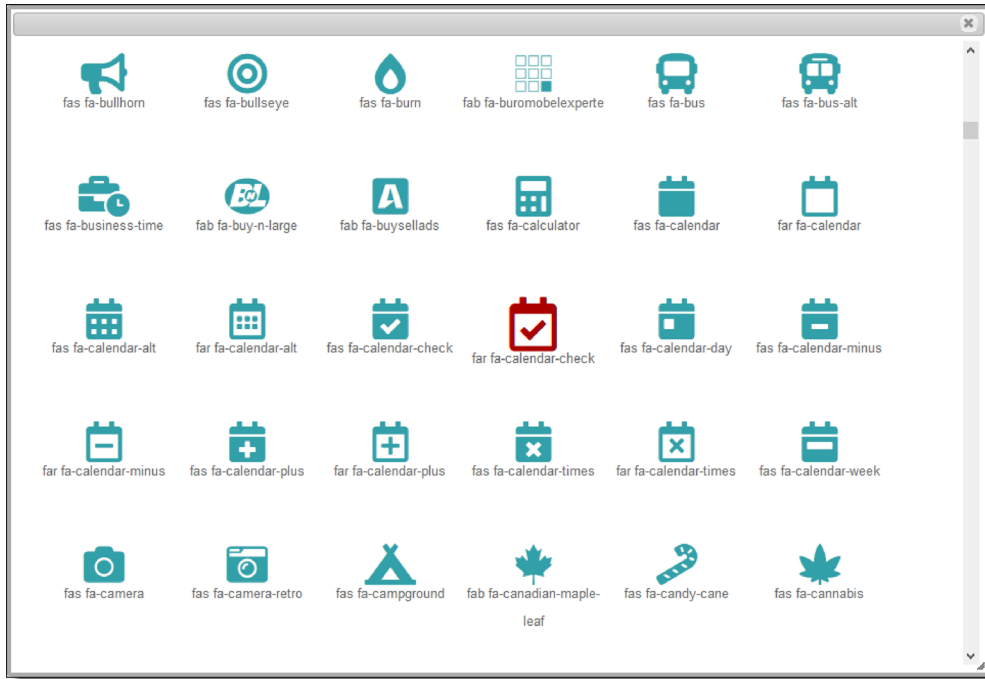 fas fa-bullhorn fas fa-bullseye fas fa-burn fab fa-buromobelexperte fas fa-bus fas fa-bus-alt
BnL A
fas fa-business-time fab fa-buy-n-large fab fa-buysellads fas fa-calculator fas fa-calendar far fa-calendar
fas fa-calendar-alt far fa-calendar-alt fas fa-calendar-check far fa-calendar-check fas fa-calendar-day fas fa-calendar-minus
far fa-calendar-minus fas fa-calendar-plus far fa-calendar-plus fas fa-calendar-times far fa-calendar-times fas fa-calendar-week
fas fa-camera fas fa-camera-retro fas fa-campground fab fa-canadian-maple-
leaf
fas fa-candy-cane fas fa-cannabis